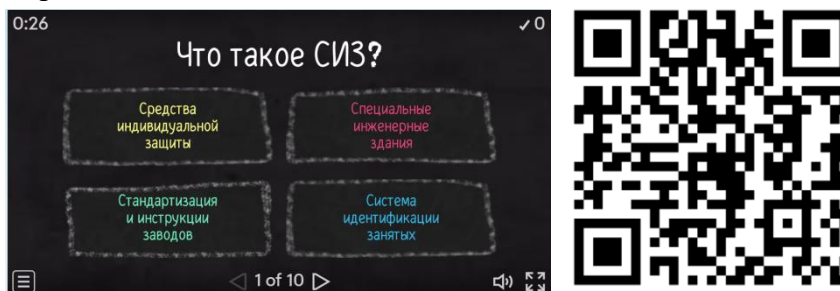 0:26
✓ 0
Что такое СИЗ?
Средства
индивидуальной
защиты
Специальные
инженерные
здания
Стандартизация
и инструкции
заводов
Система
идентификации
занятых
1 of 10